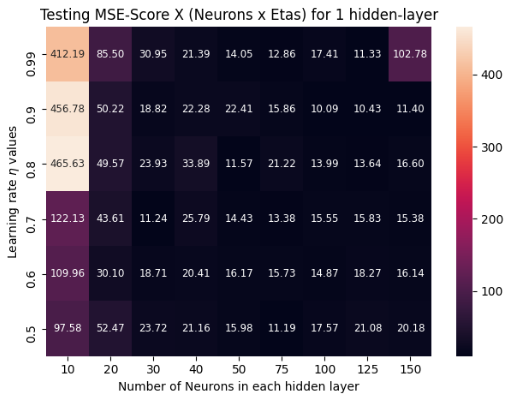 Testing MSE-Score X (Neurons x Etas) for 1 hidden-layer
Learning rate η values
0.99 412.19 85.50 30.95 21.39 14.05 12.86 17.41 11.33 102.78
0.9 456.78 50.22 18.82 22.28 22.41 15.86 10.09 10.43 11.40
0.8 465.63 49.57 23.93 33.89 11.57 21.22 13.99 13.64 16.60
0.7 122.13 43.61 11.24 25.79 14.43 13.38 15.55 15.83 15.38
0.6 109.96 30.10 18.71 20.41 16.17 15.73 14.87 18.27 16.14
0.5 97.58 52.47 23.72 21.16 15.98 11.19 17.57 21.08 20.18
10 20 30 40 50 75 100 125 150
Number of Neurons in each hidden layer
400
300
200
100